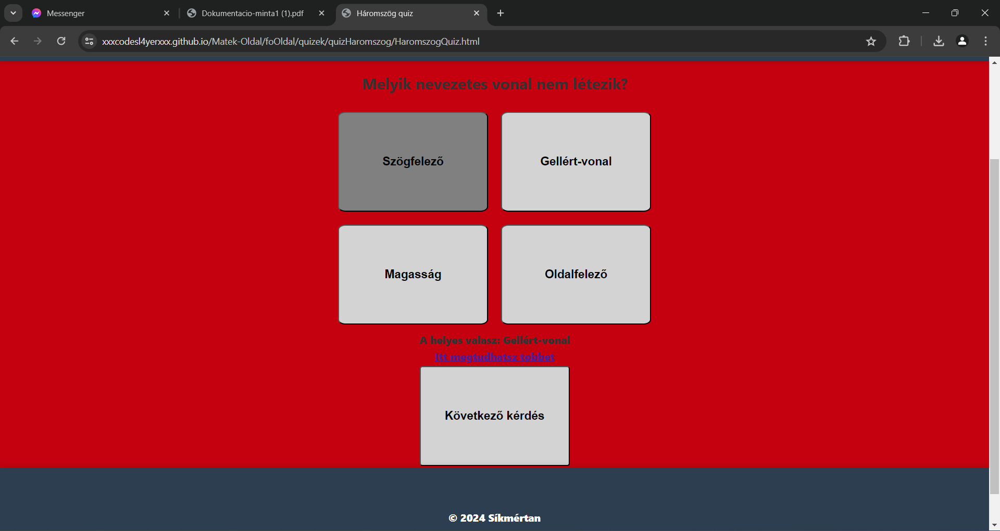 Messenger
Dokumentacio-minta1 (1).pdf
Háromszög quiz
xxxcodesl4yerxxx.github.io/Matek-Oldal/foOldal/quizek/quizHaromszog/HaromszogQuiz.html
Melyik nevezetes vonal nem létezik?
Szögfelező
Gellért-vonal
Magasság
Oldalfelező
A helyes valasz: Gellért-vonal
Itt megtudhatsz tobbet
Következő kérdés
© 2024 Síkmértan